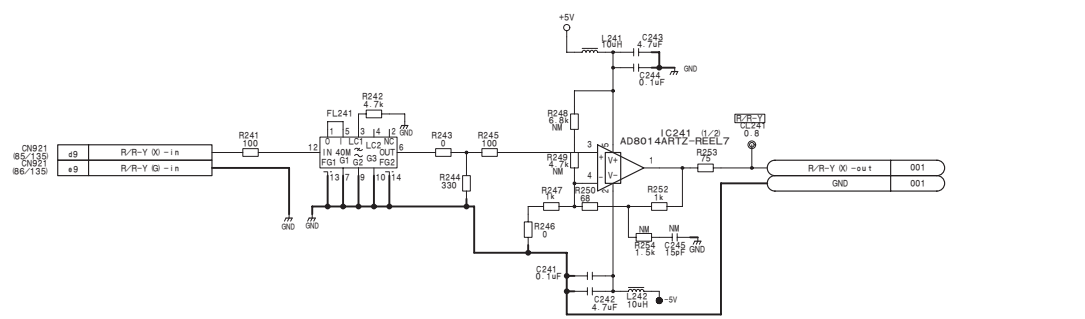 +5V
L241
10uH
C243
4.7uF
C244
0.1uF
GND
R242
4.7k
FL241
GND
R248
6.8k
NM
IC241 (1/2)
AD8014ARTZ-REEL7
R/R-Y
CL241
0.8
CN921
(85/135)
d9 R/R-Y (X) -in
CN921
(86/135)
e9 R/R-Y (G) -in
R241
100
12
1 5 3 4 2
O I LC1 NC
IN 40M LC2 OUT
FG1 G1 G2 G3 FG2
13 7 9 10 14
6
R243
0
R245
100
R244
330
R249
4.7k
NM
3
4
5
2
1
+
-
V+
V-
R253
75
R/R-Y (X) -out 001
GND 001
R247
1k
R250
68
R252
1k
R246
0
NM
R254
1.5k
NM
C245
15pF
GND
GND
GND
C241
0.1uF
C242
4.7uF
L242
10uH
-5V